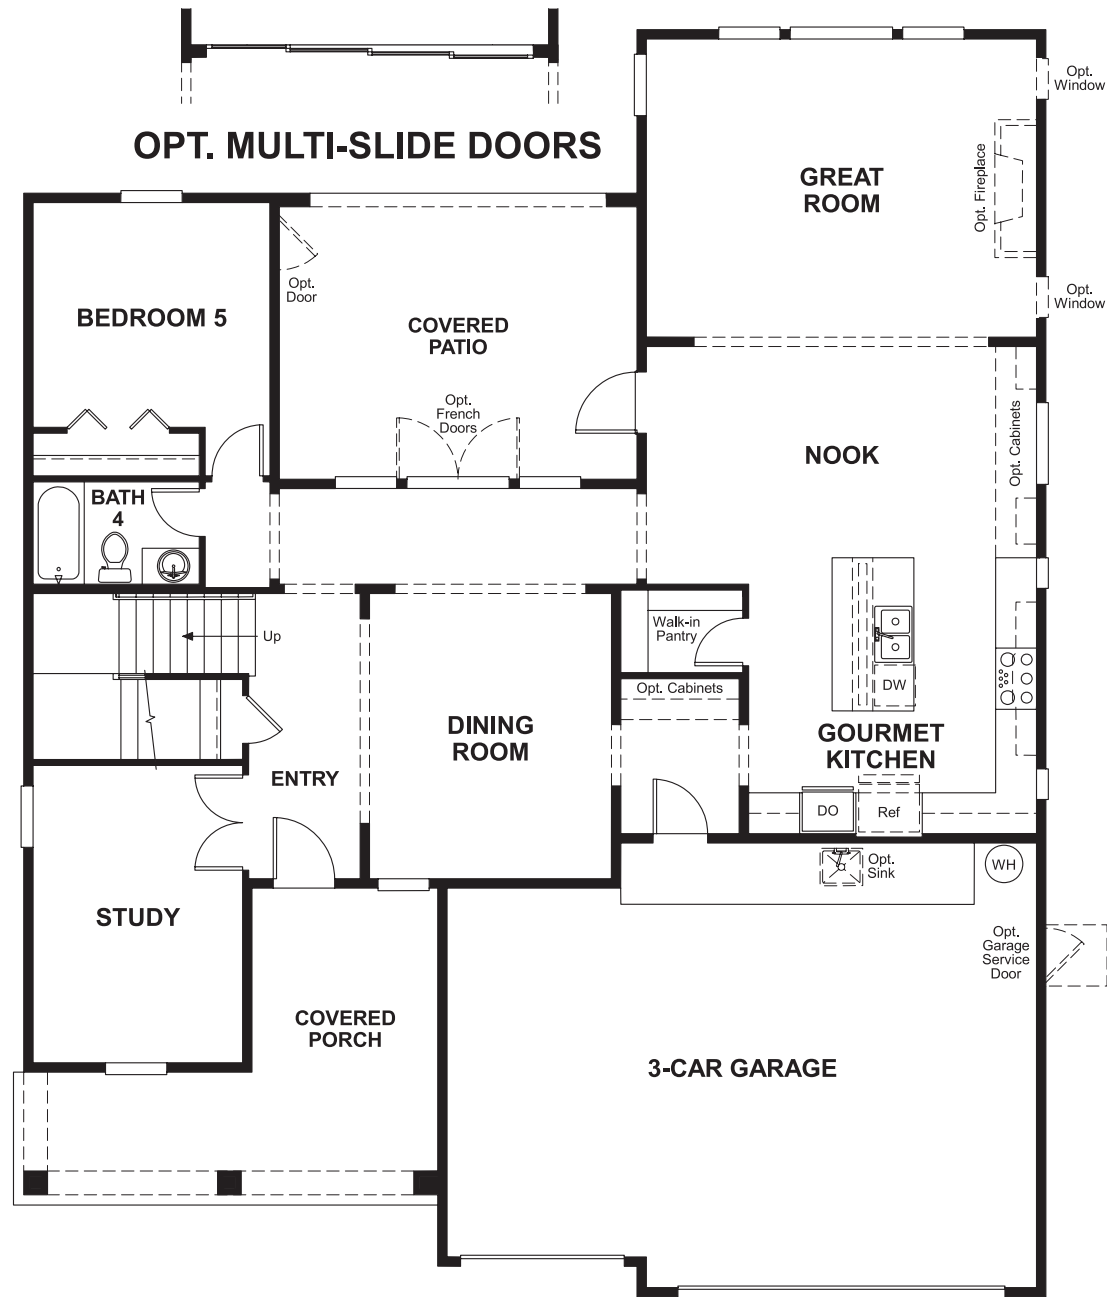 OPT. MULTI-SLIDE DOORS
Opt.
Window
GREAT
ROOM
Opt. Fireplace
Opt.
Window
Opt.
Door
BEDROOM 5
COVERED
PATIO
Opt.
French
Doors
NOOK
Opt. Cabinets
BATH
4
Up
Walk-in
Pantry
Opt. Cabinets
DW
DINING
ROOM
GOURMET
KITCHEN
ENTRY
DO
Ref
Opt.
Sink
WH
STUDY
Opt.
Garage
Service
Door
COVERED
PORCH
3-CAR GARAGE